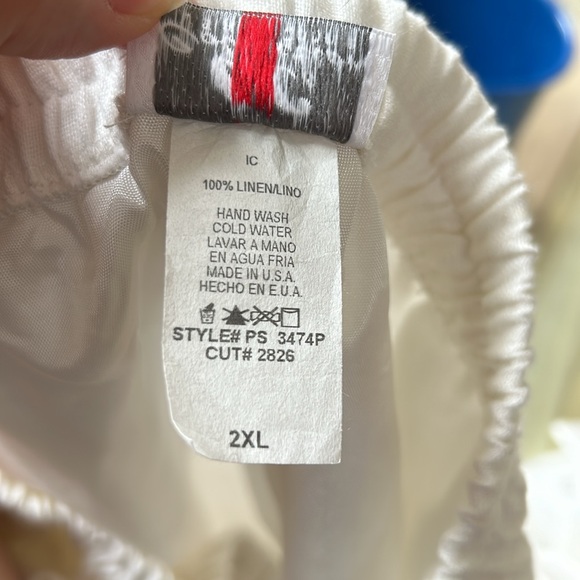 IC
100% LINEN/LINO
HAND WASH
COLD WATER
LAVAR A MANO
EN AGUA FRIA
MADE IN U.S.A.
HECHO EN E.U.A.
STYLE# PS 3474P
CUT# 2826
2XL